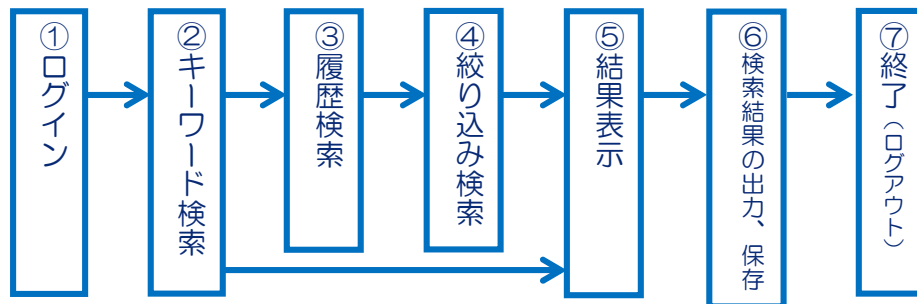 ①ログイン
②キーワード検索
③履歴検索
④絞り込み検索
⑤結果表示
⑥検索結果の出力、保存
⑦終了（ログアウト）